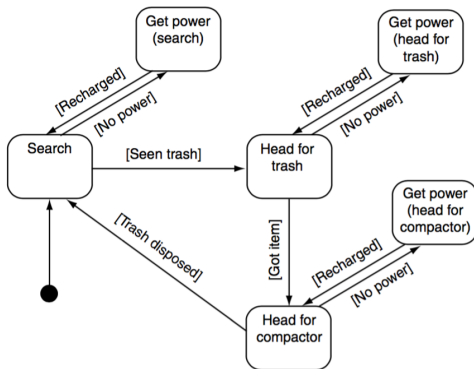 Get power
(search)
Get power
(head for
trash)
[Recharged]
[No power]
[Recharged]
[No power]
Search
[Seen trash]
Head for
trash
Get power
(head for
compactor)
[Trash disposed]
[Got item]
[Recharged]
[No power]
Head for
compactor